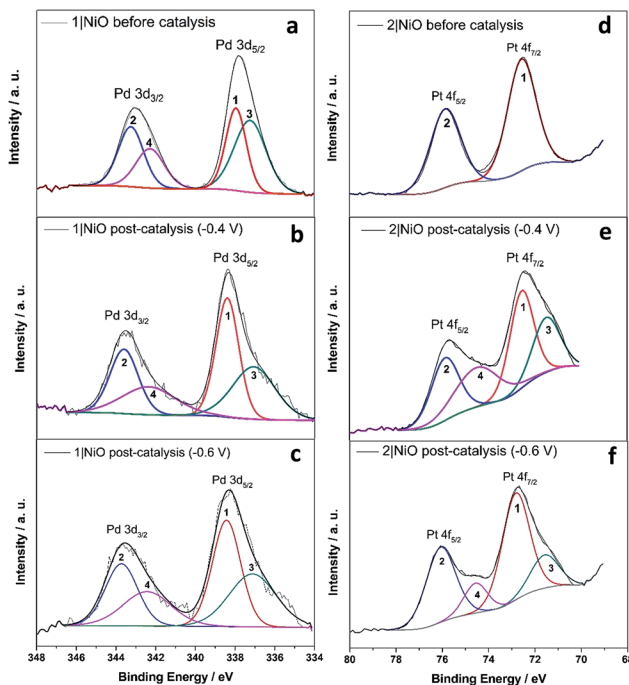 1|NiO before catalysis
a
Pd 3d5/2
Pd 3d3/2
1
2
3
4
Intensity / a. u.
1|NiO post-catalysis (-0.4 V)
b
Pd 3d5/2
Pd 3d3/2
1
2
3
4
Intensity / a. u.
1|NiO post-catalysis (-0.6 V)
c
Pd 3d5/2
Pd 3d3/2
1
2
3
4
Intensity / a. u.
348 346 344 342 340 338 336 334
Binding Energy / eV
2|NiO before catalysis
d
Pt 4f7/2
Pt 4f5/2
1
2
Intensity / a. u.
2|NiO post-catalysis (-0.4 V)
e
Pt 4f7/2
Pt 4f5/2
1
2
3
4
Intensity / a. u.
2|NiO post-catalysis (-0.6 V)
f
Pt 4f7/2
Pt 4f5/2
1
2
3
4
Intensity / a. u.
80 78 76 74 72 70 68
Binding Energy / eV